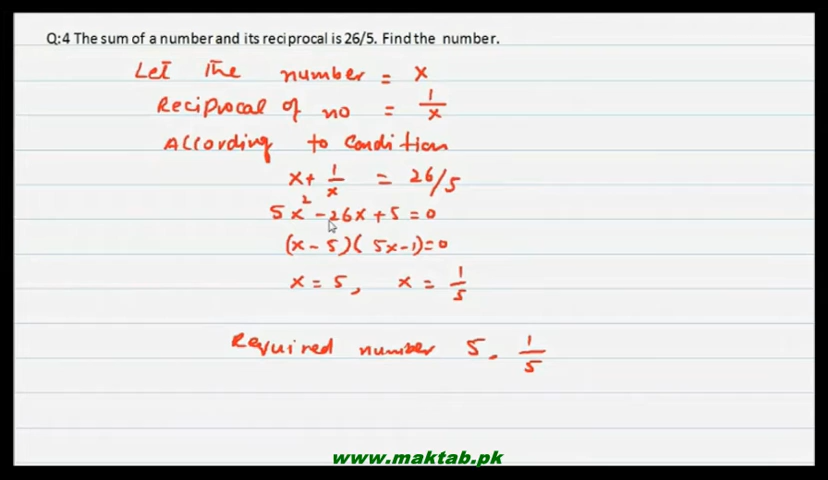 Q:4 The sum of a number and its reciprocal is 26/5. Find the number.
Let The number = x
Reciprocal of no = 1/x
According to condition
x + 1/x = 26/5
5x² - 26x + 5 = 0
(x - 5)(5x - 1) = 0
x = 5, x = 1/5
Required number 5. 1/5
www.maktab.pk